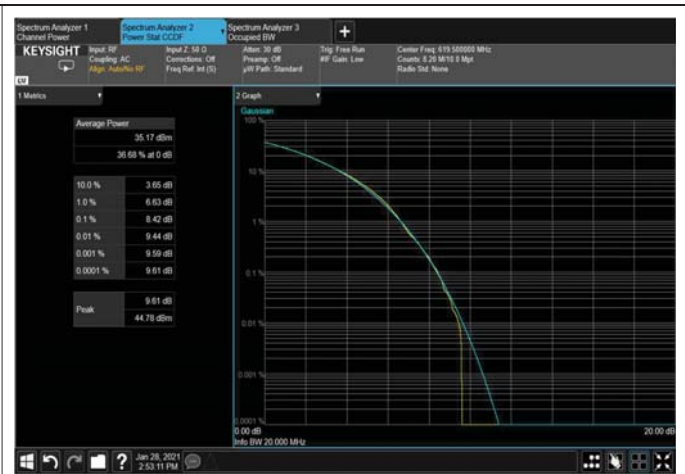 Spectrum Analyzer 1
Channel Power
Spectrum Analyzer 2
Power Stat CCDF
Spectrum Analyzer 3
Occupied BW
KEYSIGHT
Input: RF
Coupling: AC
Align: Auto/No RF
Input Z: 50 Ω
Corrections: Off
Freq Ref: Int (S)
Atten: 30 dB
Preamp: Off
µW Path: Standard
Trig: Free Run
#IF Gain: Low
Center Freq: 619.500000 MHz
Counts: 8.20 M/10.0 Mpt
Radio Std: None
1 Metrics
Average Power
35.17 dBm
36.68 % at 0 dB
10.0 % 3.65 dB
1.0 % 6.63 dB
0.1 % 8.42 dB
0.01 % 9.44 dB
0.001 % 9.59 dB
0.0001 % 9.61 dB
Peak 9.61 dB
44.78 dBm
2 Graph
Gaussian
100 %
10 %
1 %
0.1 %
0.01 %
0.001 %
0.0001 %
0.00 dB 20.00 dB
Info BW 20.000 MHz
Jan 28, 2021
2:53:11 PM